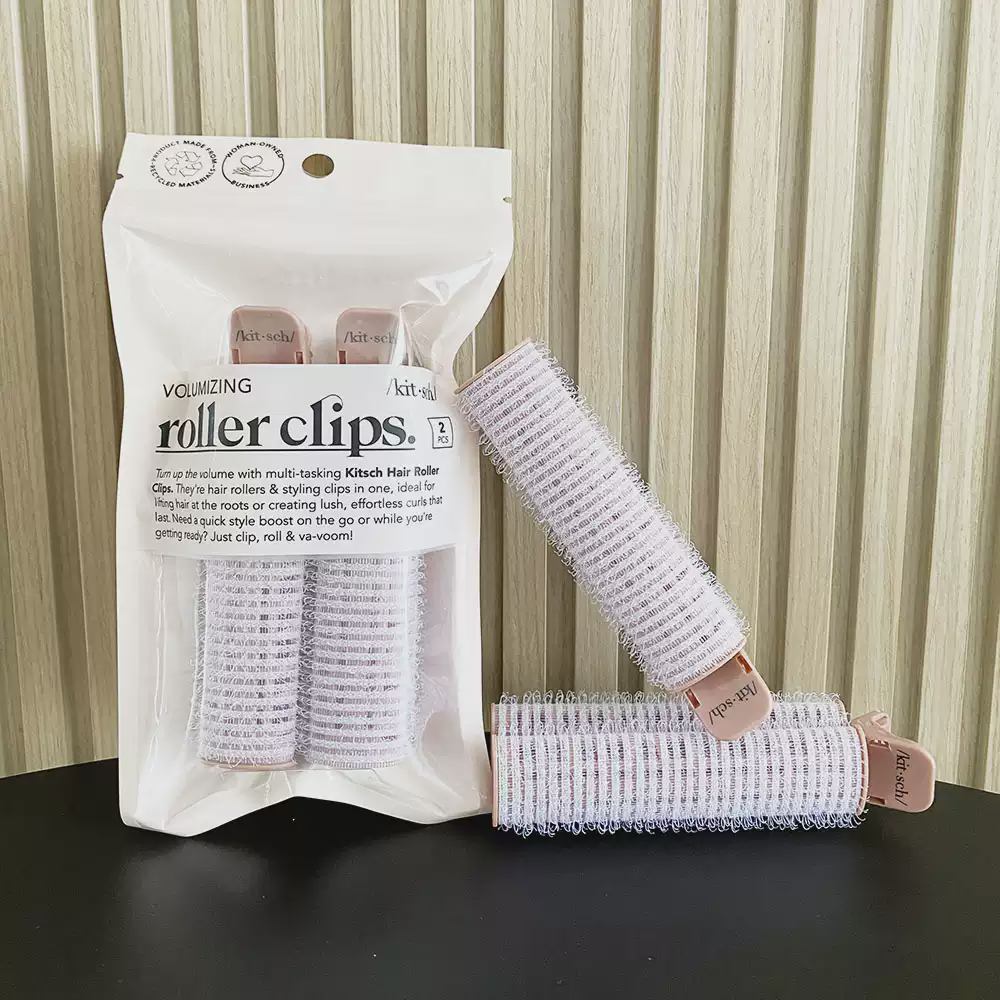 PRODUCT MADE FROM
RECYCLED MATERIALS
WOMAN-OWNED
BUSINESS
/kit·sch/
/kit·sch/
VOLUMIZING
/kit·sch/
roller clips.
2
PCS
Turn up the volume with multi-tasking Kitsch Hair Roller
Clips. They're hair rollers & styling clips in one, ideal for
lifting hair at the roots or creating lush, effortless curls that
last. Need a quick style boost on the go or while you're
getting ready? Just clip, roll & va-voom!
/kit·sch/
/kit·sch/